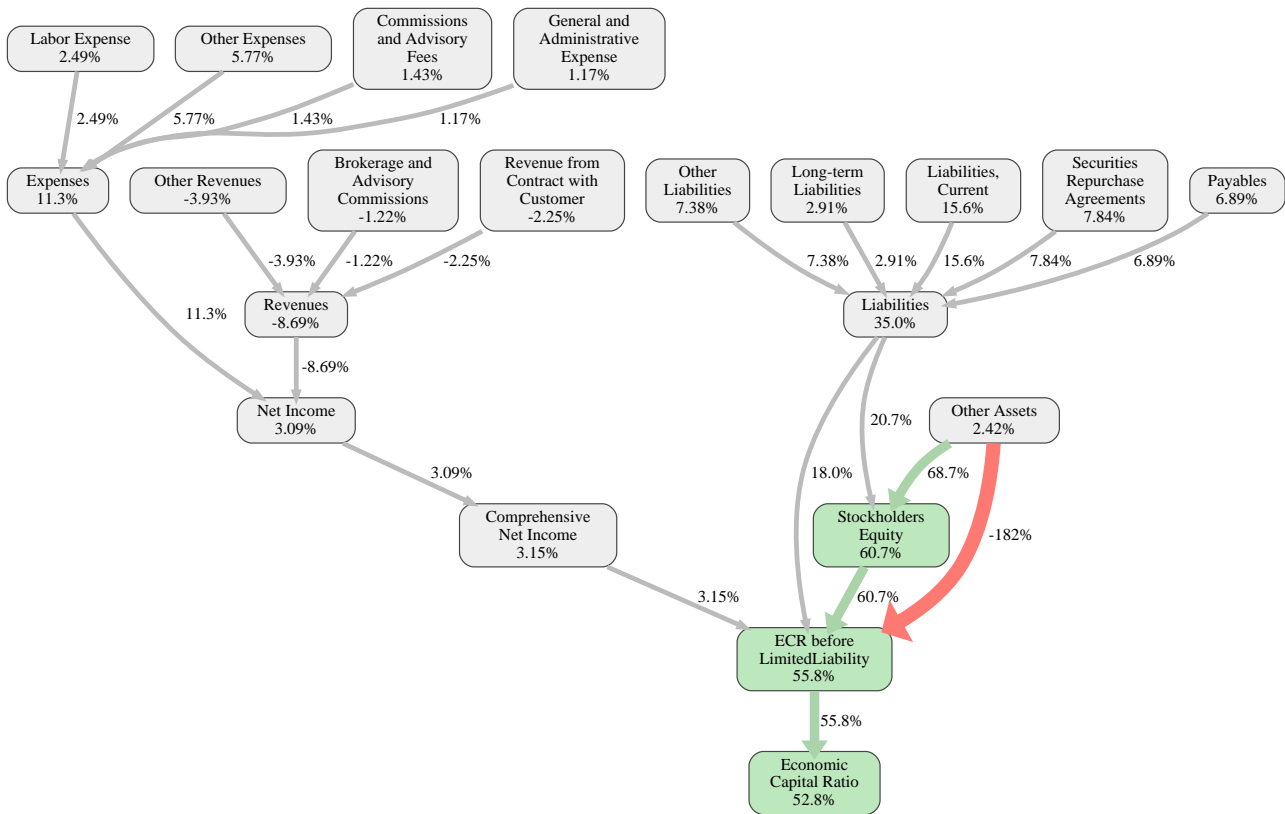 Labor Expense
2.49%
Other Expenses
5.77%
Commissions
and Advisory
Fees
1.43%
General and
Administrative
Expense
1.17%
2.49%
5.77%
1.43%
1.17%
Expenses
11.3%
Other Revenues
-3.93%
Brokerage and
Advisory
Commissions
-1.22%
Revenue from
Contract with
Customer
-2.25%
Other
Liabilities
7.38%
Long-term
Liabilities
2.91%
Liabilities,
Current
15.6%
Securities
Repurchase
Agreements
7.84%
Payables
6.89%
-3.93%
-1.22%
-2.25%
7.38%
2.91%
15.6%
7.84%
6.89%
11.3%
Revenues
-8.69%
Liabilities
35.0%
-8.69%
Net Income
3.09%
20.7%
Other Assets
2.42%
3.09%
18.0%
68.7%
Comprehensive
Net Income
3.15%
Stockholders
Equity
60.7%
-182%
3.15%
60.7%
ECR before
LimitedLiability
55.8%
55.8%
Economic
Capital Ratio
52.8%